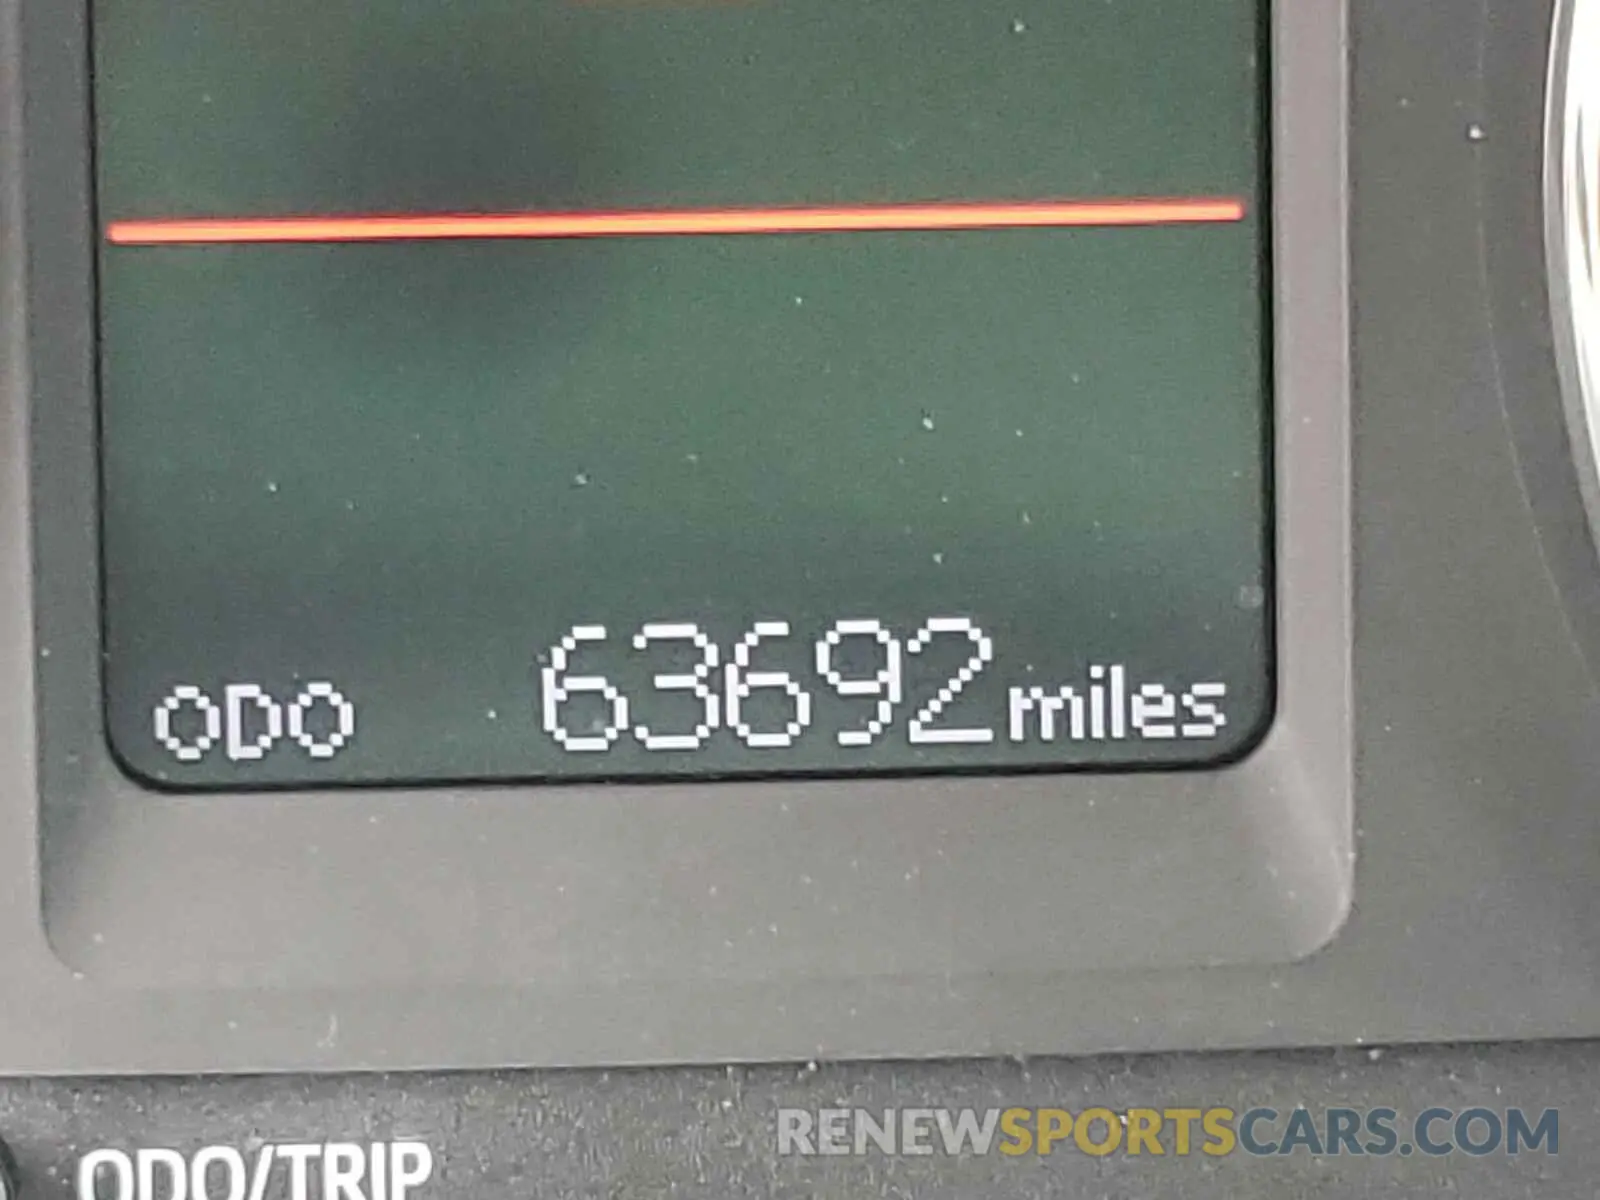 ODO 63692 miles
ODO/TRIP
RENEWSPORTSCARS.COM